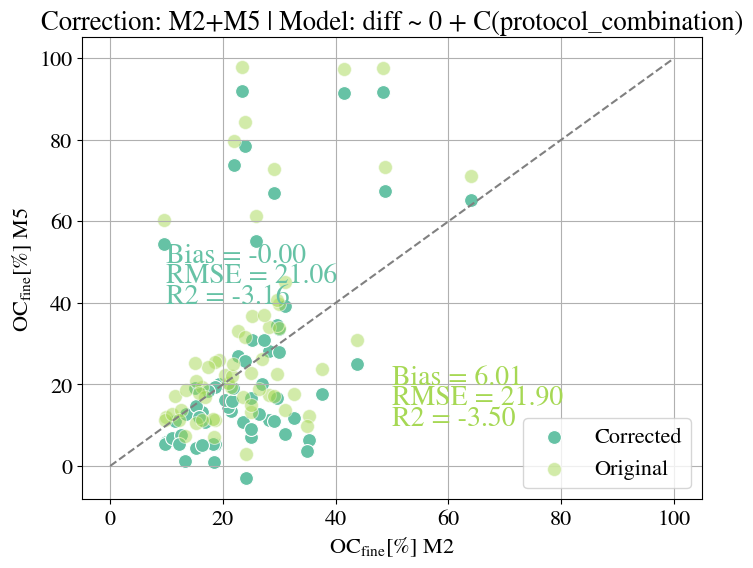 Correction: M2+M5 | Model: diff ~ 0 + C(protocol_combination)
100
80
60
40
20
0
OCfine[%] M5
Bias = -0.00
RMSE = 21.06
R2 = -3.16
Bias = 6.01
RMSE = 21.90
R2 = -3.50
Corrected
Original
0 20 40 60 80 100
OCfine[%] M2